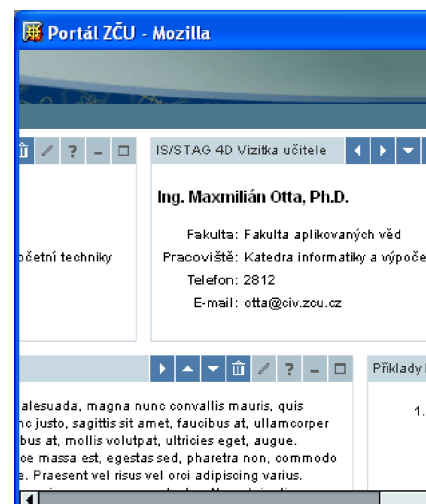 Portál ZČU - Mozilla
IS/STAG 4D Vizitka učitele
Ing. Maxmilián Otta, Ph.D.
Fakulta: Fakulta aplikovaných věd
početní techniky
Pracoviště: Katedra informatiky a výpoče
Telefon: 2812
E-mail: otta@civ.zcu.cz
Příklady
alesuada, magna nunc convallis mauris, quis
1.
nc justo, sagittis sit amet, faucibus at, ullamcorper
bus at, mollis volutpat, ultricies eget, augue.
ce massa est, egestas sed, pharetra non, commodo
e. Praesent vel risus vel orci adipiscing varius.